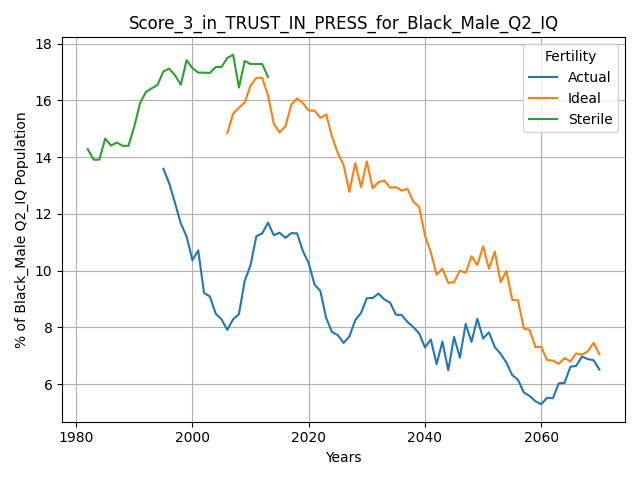 Score_3_in_TRUST_IN_PRESS_for_Black_Male_Q2_IQ
% of Black_Male Q2_IQ Population
18
16
14
12
10
8
6
Fertility
Actual
Ideal
Sterile
1980
2000
2020
2040
2060
Years